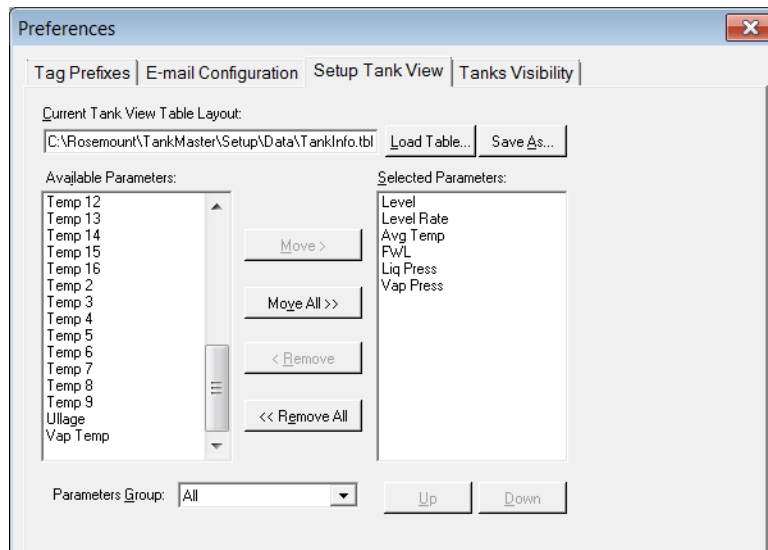 Preferences
Tag Prefixes
E-mail Configuration
Setup Tank View
Tanks Visibility
Current Tank View Table Layout:
C:\Rosemount\TankMaster\Setup\Data\TankInfo.tbl
Load Table...
Save As...
Available Parameters:
Temp 12
Temp 13
Temp 14
Temp 15
Temp 16
Temp 2
Temp 3
Temp 4
Temp 5
Temp 6
Temp 7
Temp 8
Temp 9
Ullage
Vap Temp
Move >
Move All >>
< Remove
<< Remove All
Selected Parameters:
Level
Level Rate
Avg Temp
FWL
Liq Press
Vap Press
Parameters Group:
All
Up
Down